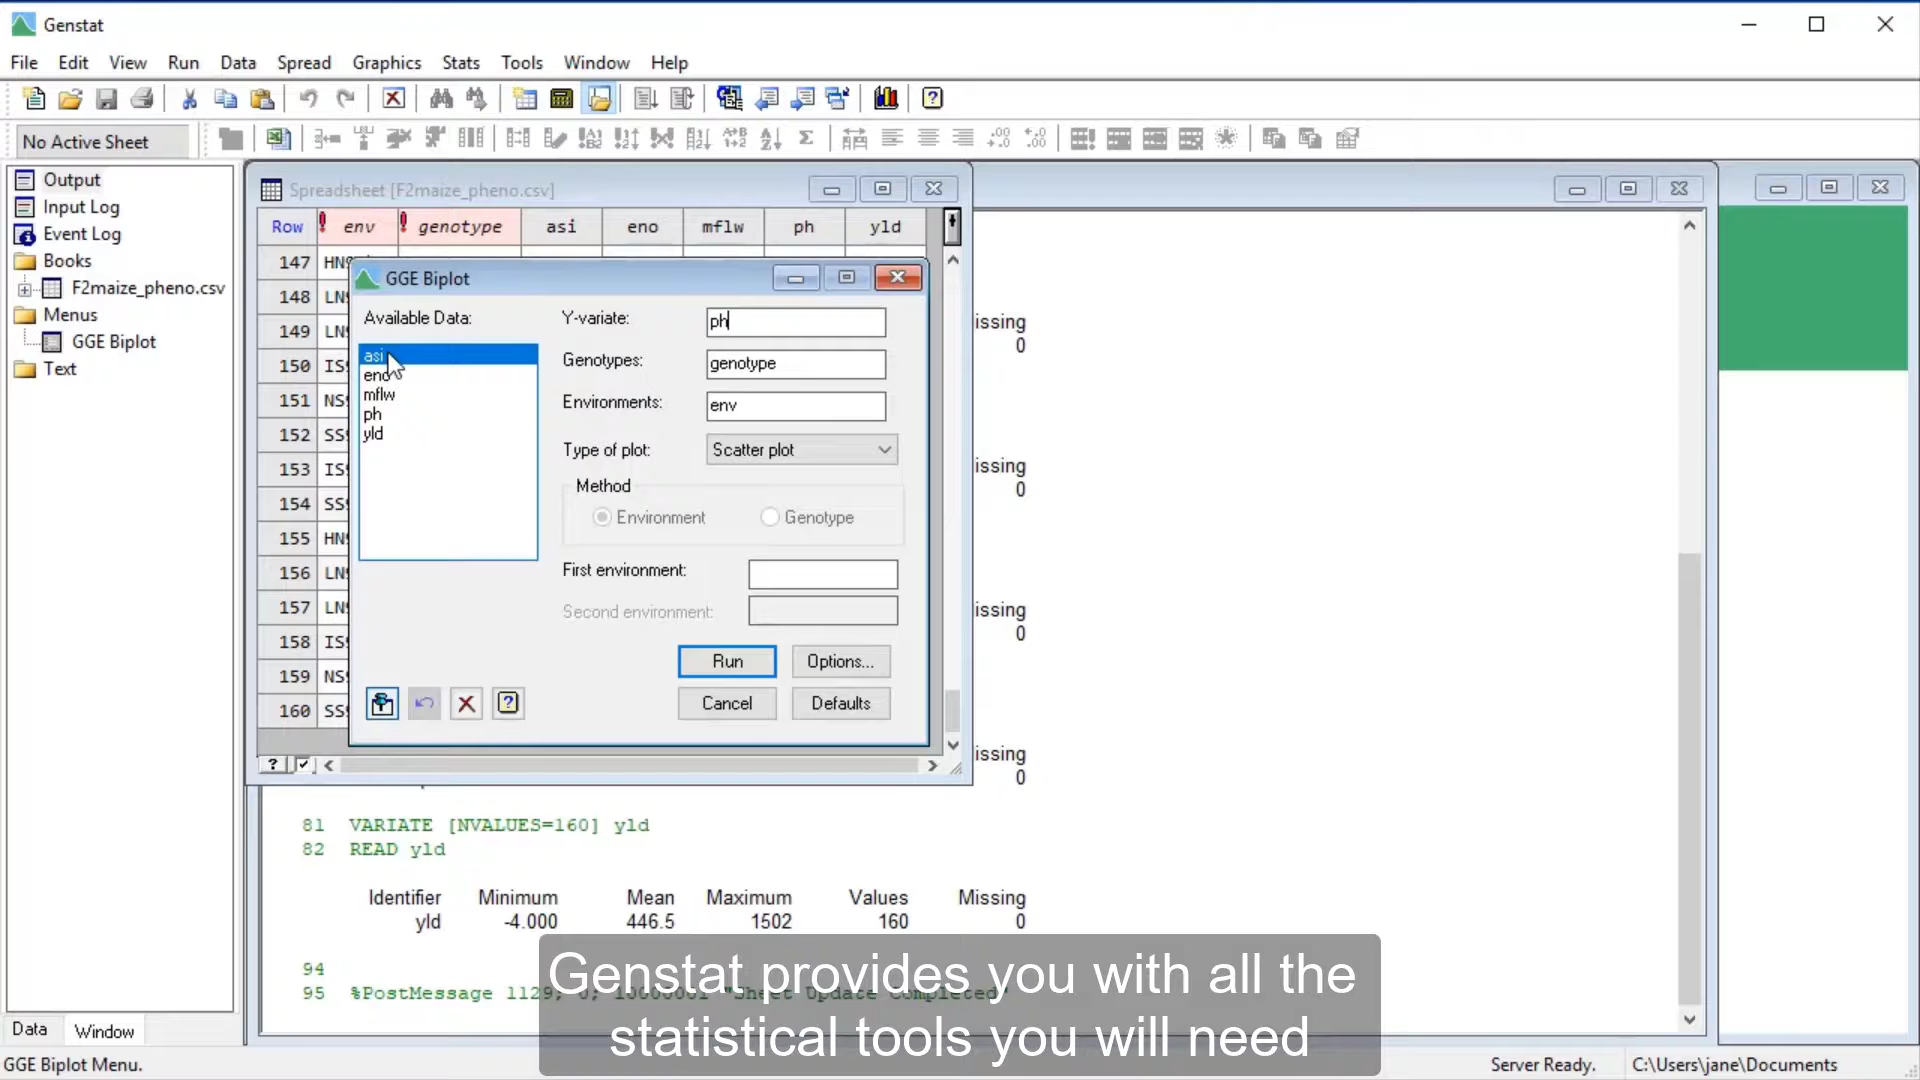 Genstat
File Edit View Run Data Spread Graphics Stats Tools Window Help
No Active Sheet
Output
Input Log
Event Log
Books
F2maize_pheno.csv
Menus
GGE Biplot
Text
Data Window
Spreadsheet [F2maize_pheno.csv]
Row ! env ! genotype asi eno mflw ph yld
147
148
149
150
151
152
153
154
155
156
157
158
159
160
GGE Biplot
Available Data:
asi
eno
mflw
ph
yld
Y-variate: ph
Genotypes: genotype
Environments: env
Type of plot: Scatter plot
Method
Environment Genotype
First environment:
Second environment:
Run Options...
Cancel Defaults
issing
0
issing
0
issing
0
issing
0
81 VARIATE [NVALUES=160] yld
82 READ yld
Identifier Minimum Mean Maximum Values Missing
yld -4.000 446.5 1502 160 0
94
95 %PostMessage 1129; 0; 10000001 "Sheet Update Completed"
Genstat provides you with all the
statistical tools you will need
GGE Biplot Menu.
Server Ready. C:\Users\jane\Documents